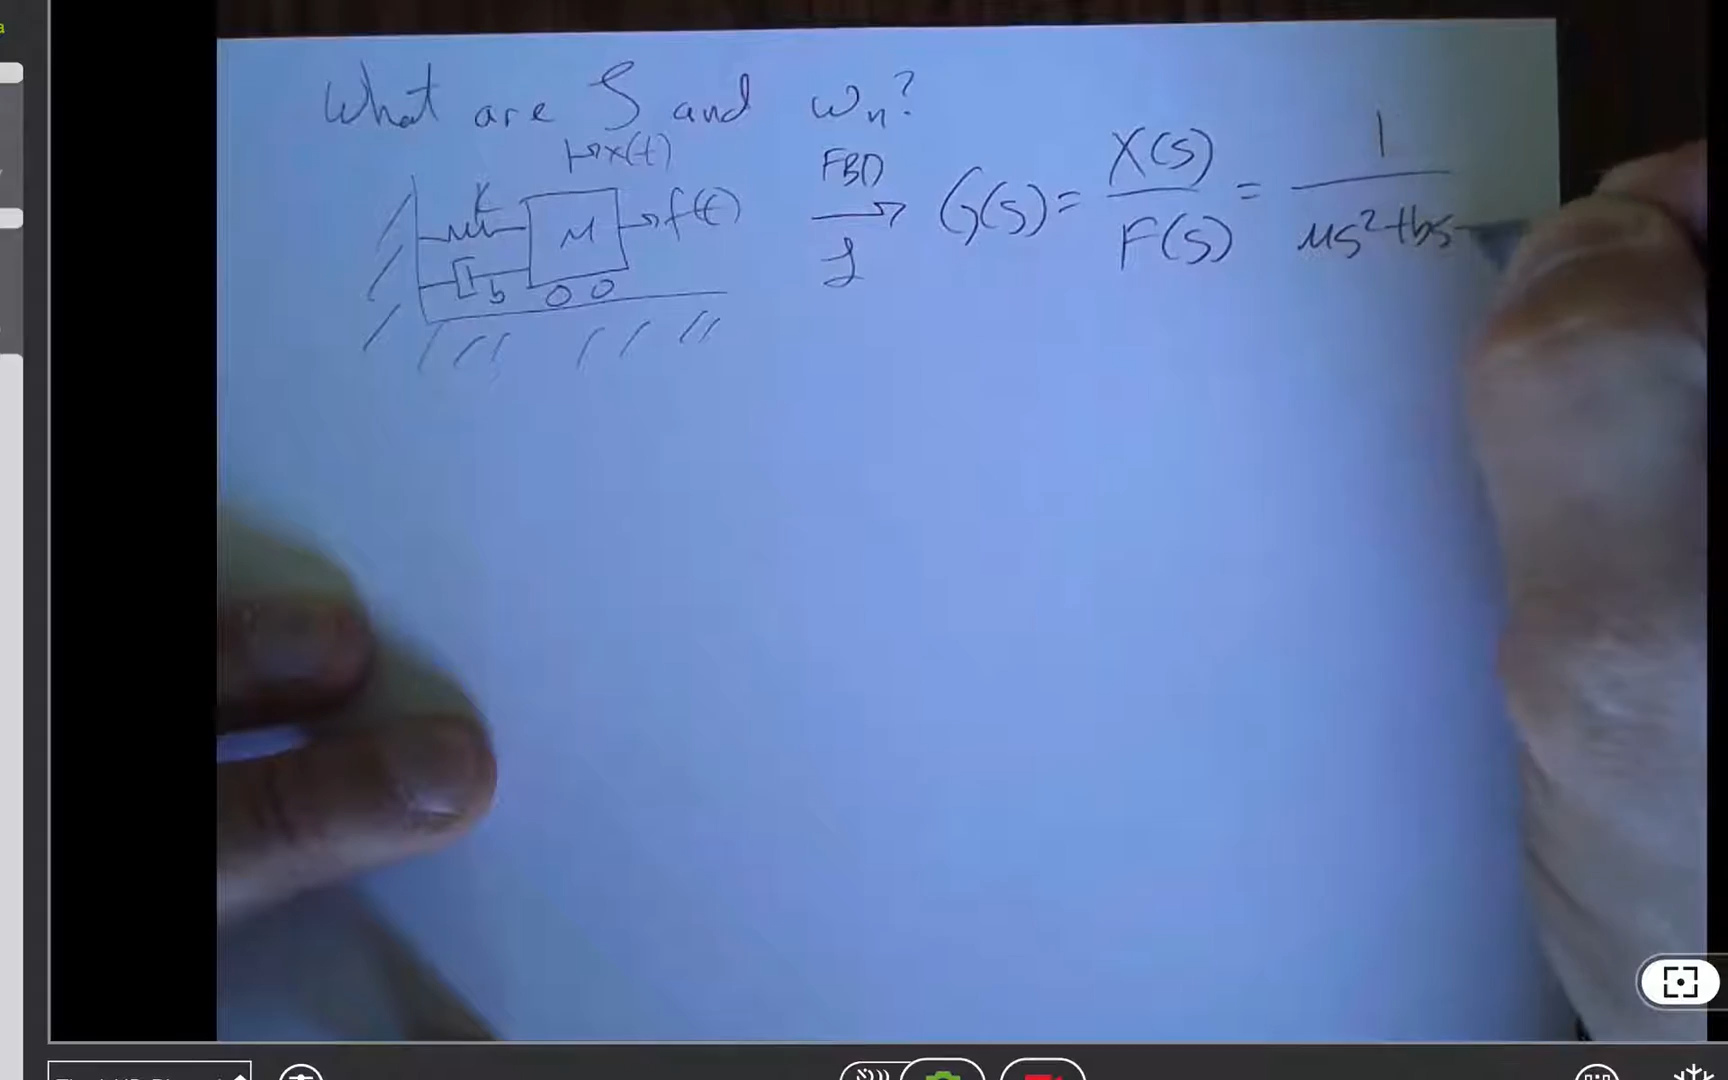 What are ζ and ωn?
x(t)
K
M
f(t)
b
FBD
ℒ
G(s) = X(s) / F(s) = 1 / Ms² + bs